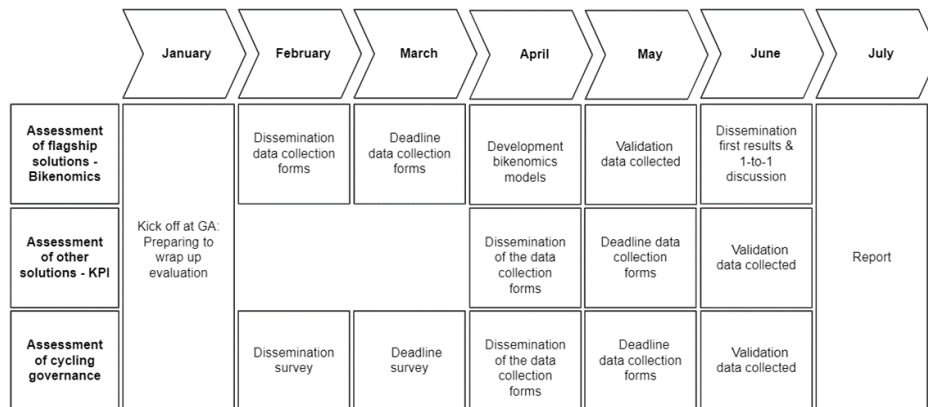 January
February
March
April
May
June
July
Assessment
of flagship
solutions -
Bikenomics
Dissemination
data collection
forms
Deadline
data collection
forms
Development
bikenomics
models
Validation
data collected
Dissemination
first results &
1-to-1
discussion
Kick off at GA:
Preparing to
wrap up
evaluation
Assessment
of other
solutions - KPI
Dissemination
of the data
collection
forms
Deadline data
collection
forms
Validation
data collected
Report
Assessment
of cycling
governance
Dissemination
survey
Deadline
survey
Dissemination
of the data
collection
forms
Deadline
data collection
forms
Validation
data collected